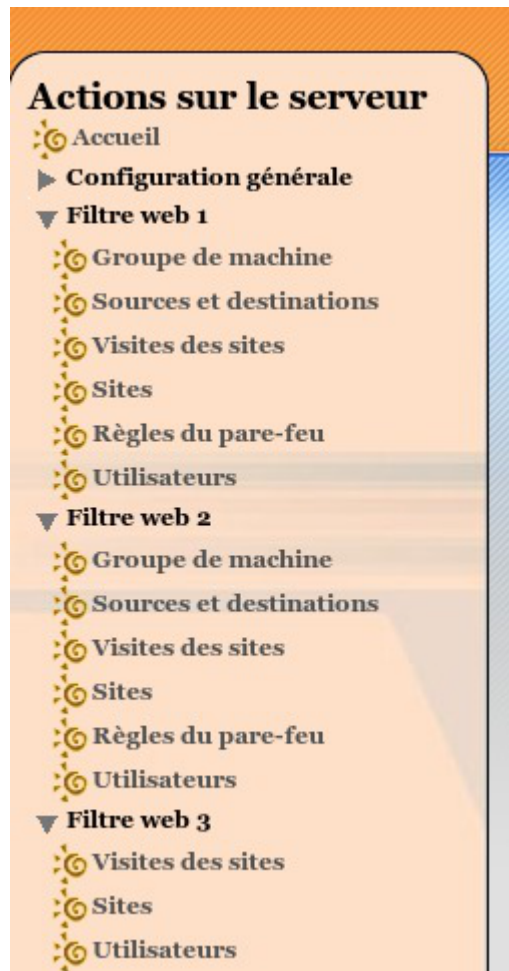 Actions sur le serveur
Accueil
Configuration générale
Filtre web 1
Groupe de machine
Sources et destinations
Visites des sites
Sites
Règles du pare-feu
Utilisateurs
Filtre web 2
Groupe de machine
Sources et destinations
Visites des sites
Sites
Règles du pare-feu
Utilisateurs
Filtre web 3
Visites des sites
Sites
Utilisateurs